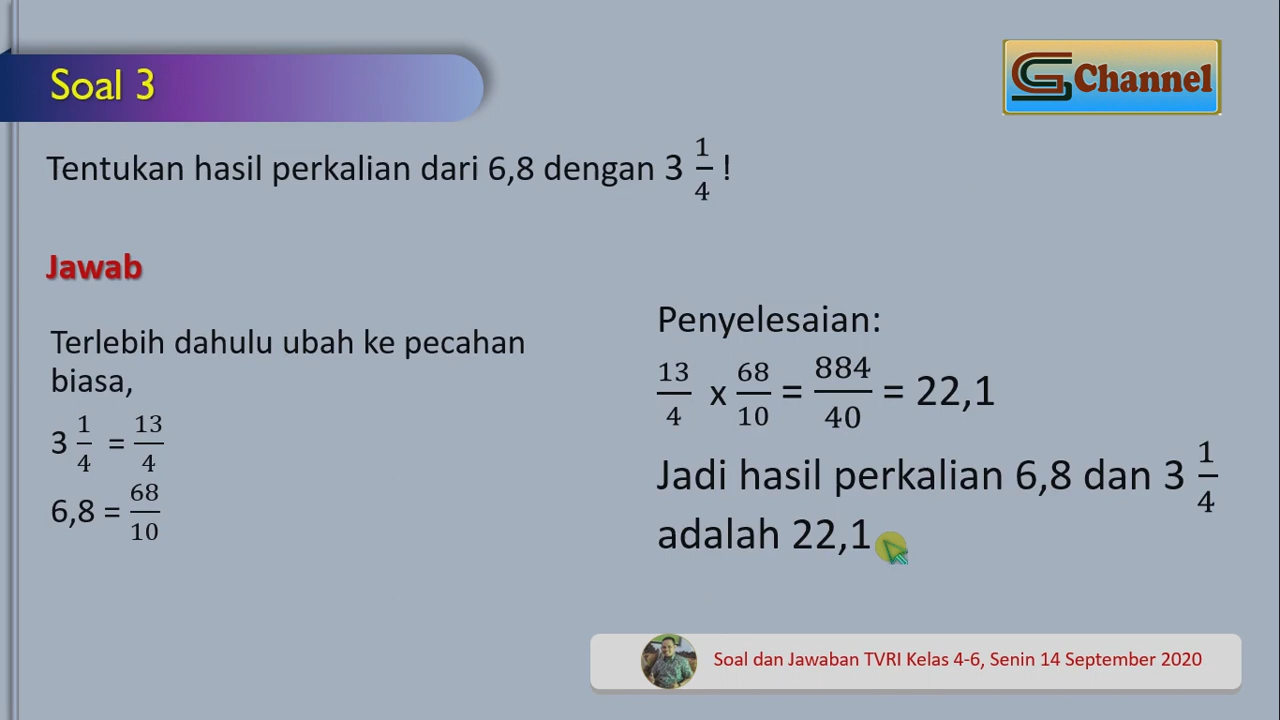 Soal 3
GS Channel
Tentukan hasil perkalian dari 6,8 dengan 3 1/4 !
Jawab
Terlebih dahulu ubah ke pecahan
biasa,
3 1/4 = 13/4
6,8 = 68/10
Penyelesaian:
13/4 x 68/10 = 884/40 = 22,1
Jadi hasil perkalian 6,8 dan 3 1/4
adalah 22,1
Soal dan Jawaban TVRI Kelas 4-6, Senin 14 September 2020